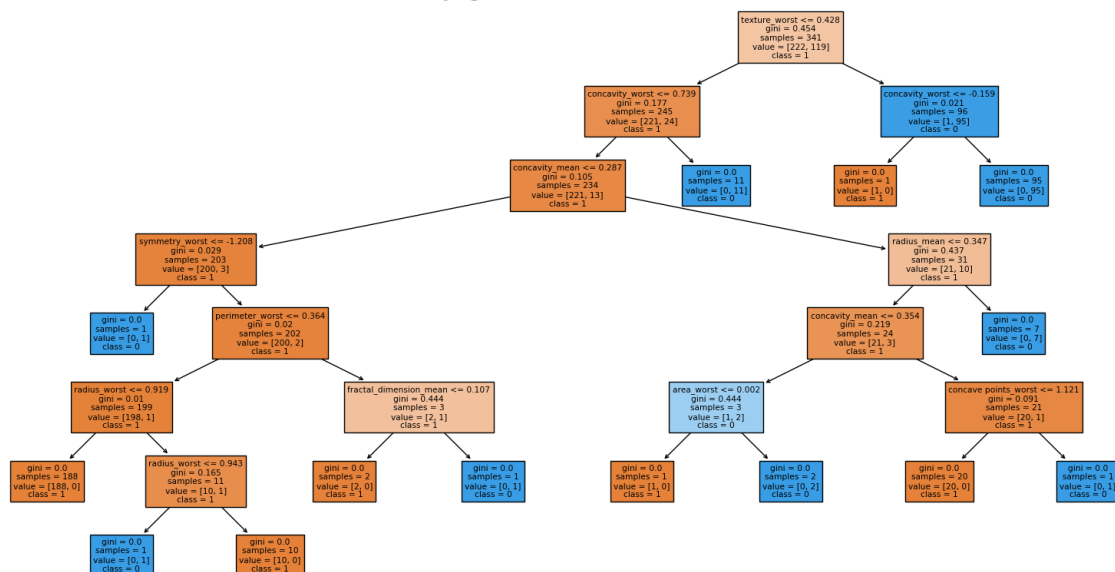 texture_worst <= 0.428
gini = 0.454
samples = 341
value = [222, 119]
class = 1
concavity_worst <= 0.739
gini = 0.177
samples = 245
value = [221, 24]
class = 1
concavity_worst <= -0.159
gini = 0.021
samples = 96
value = [1, 95]
class = 0
concavity_mean <= 0.287
gini = 0.105
samples = 234
value = [221, 13]
class = 1
gini = 0.0
samples = 11
value = [0, 11]
class = 0
gini = 0.0
samples = 1
value = [1, 0]
class = 1
gini = 0.0
samples = 95
value = [0, 95]
class = 0
symmetry_worst <= -1.208
gini = 0.029
samples = 203
value = [200, 3]
class = 1
radius_mean <= 0.347
gini = 0.437
samples = 31
value = [21, 10]
class = 1
gini = 0.0
samples = 1
value = [0, 1]
class = 0
perimeter_worst <= 0.364
gini = 0.02
samples = 202
value = [200, 2]
class = 1
concavity_mean <= 0.354
gini = 0.219
samples = 24
value = [21, 3]
class = 1
gini = 0.0
samples = 7
value = [0, 7]
class = 0
radius_worst <= 0.919
gini = 0.01
samples = 199
value = [198, 1]
class = 1
fractal_dimension_mean <= 0.107
gini = 0.444
samples = 3
value = [2, 1]
class = 1
area_worst <= 0.002
gini = 0.444
samples = 3
value = [1, 2]
class = 0
concave points_worst <= 1.121
gini = 0.091
samples = 21
value = [20, 1]
class = 1
gini = 0.0
samples = 188
value = [188, 0]
class = 1
radius_worst <= 0.943
gini = 0.165
samples = 11
value = [10, 1]
class = 1
gini = 0.0
samples = 2
value = [2, 0]
class = 1
gini = 0.0
samples = 1
value = [0, 1]
class = 0
gini = 0.0
samples = 1
value = [1, 0]
class = 1
gini = 0.0
samples = 2
value = [0, 2]
class = 0
gini = 0.0
samples = 20
value = [20, 0]
class = 1
gini = 0.0
samples = 1
value = [0, 1]
class = 0
gini = 0.0
samples = 1
value = [0, 1]
class = 0
gini = 0.0
samples = 10
value = [10, 0]
class = 1